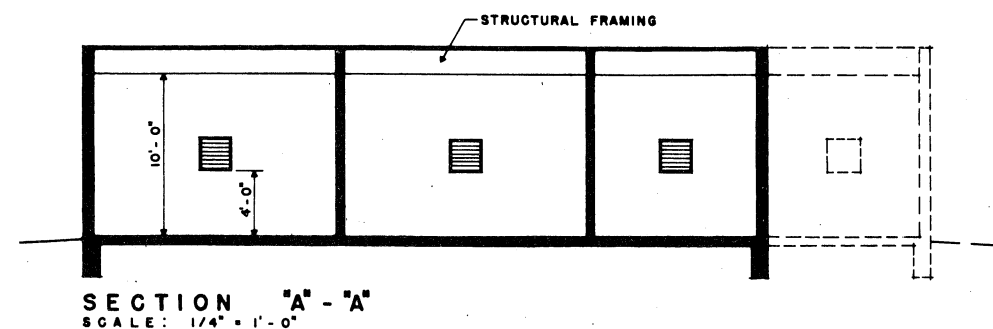 STRUCTURAL FRAMING
10'-0"
4'-0"
SECTION "A" - "A"
SCALE: 1/4" = 1'-0"